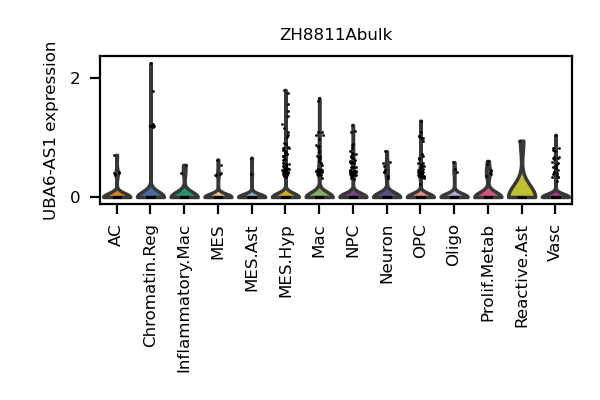 ZH8811Abulk
UBA6-AS1 expression
2
0
AC
Chromatin.Reg
Inflammatory.Mac
MES
MES.Ast
MES.Hyp
Mac
NPC
Neuron
OPC
Oligo
Prolif.Metab
Reactive.Ast
Vasc